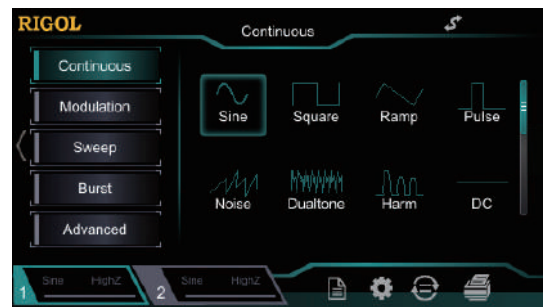 RIGOL
Continuous
Continuous
Modulation
Sweep
Burst
Advanced
Sine Square Ramp Pulse
Noise Dualtone Harm DC
1 Sine HighZ
2 Sine HighZ